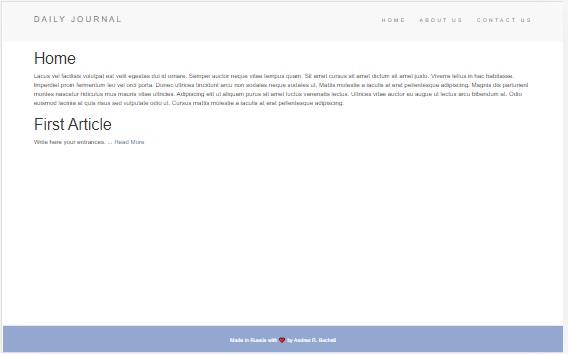 DAILY JOURNAL
HOME ABOUT US CONTACT US
Home
Lacus vel facilisis volutpat est velit egestas dui id ornare. Semper auctor neque vitae tempus quam. Sit amet cursus sit amet dictum sit amet justo. Viverra tellus in hac habitasse.
Imperdiet proin fermentum leo vel orci porta. Donec ultrices tincidunt arcu non sodales neque sodales ut. Mattis molestie a iaculis at erat pellentesque adipiscing. Magnis dis parturient
montes nascetur ridiculus mus mauris vitae ultricies. Adipiscing elit ut aliquam purus sit amet luctus venenatis lectus. Ultrices vitae auctor eu augue ut lectus arcu bibendum at. Odio
euismod lacinia at quis risus sed vulputate odio ut. Cursus mattis molestie a iaculis at erat pellentesque adipiscing.
First Article
Write here your entrances. ... Read More
Made in Russia with ❤ by Andree R. Bachell